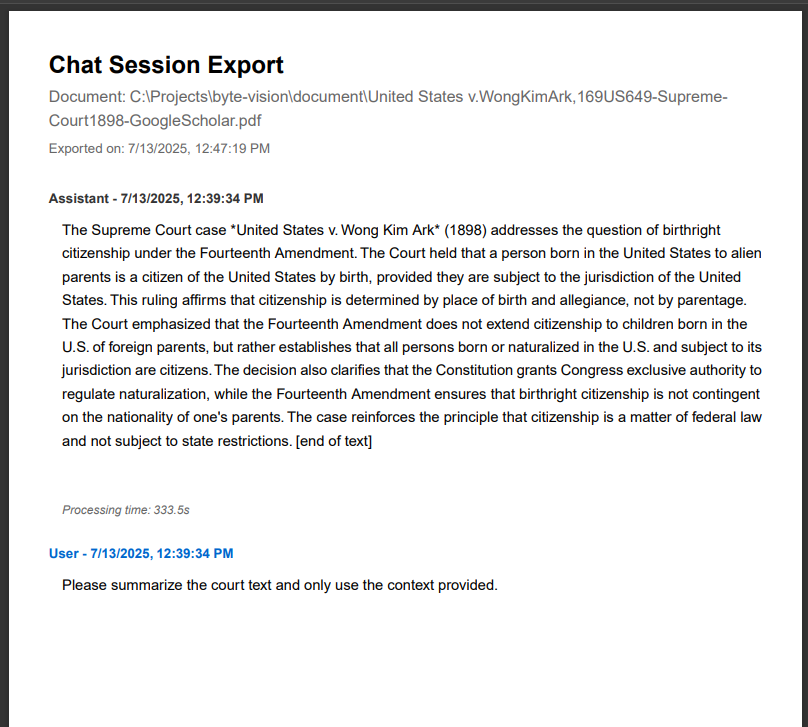 Chat Session Export
Document: C:\Projects\byte-vision\document\United States v.WongKimArk,169US649-Supreme-
Court1898-GoogleScholar.pdf
Exported on: 7/13/2025, 12:47:19 PM
Assistant - 7/13/2025, 12:39:34 PM
The Supreme Court case *United States v. Wong Kim Ark* (1898) addresses the question of birthright
citizenship under the Fourteenth Amendment. The Court held that a person born in the United States to alien
parents is a citizen of the United States by birth, provided they are subject to the jurisdiction of the United
States. This ruling affirms that citizenship is determined by place of birth and allegiance, not by parentage.
The Court emphasized that the Fourteenth Amendment does not extend citizenship to children born in the
U.S. of foreign parents, but rather establishes that all persons born or naturalized in the U.S. and subject to its
jurisdiction are citizens. The decision also clarifies that the Constitution grants Congress exclusive authority to
regulate naturalization, while the Fourteenth Amendment ensures that birthright citizenship is not contingent
on the nationality of one's parents. The case reinforces the principle that citizenship is a matter of federal law
and not subject to state restrictions. [end of text]
Processing time: 333.5s
User - 7/13/2025, 12:39:34 PM
Please summarize the court text and only use the context provided.